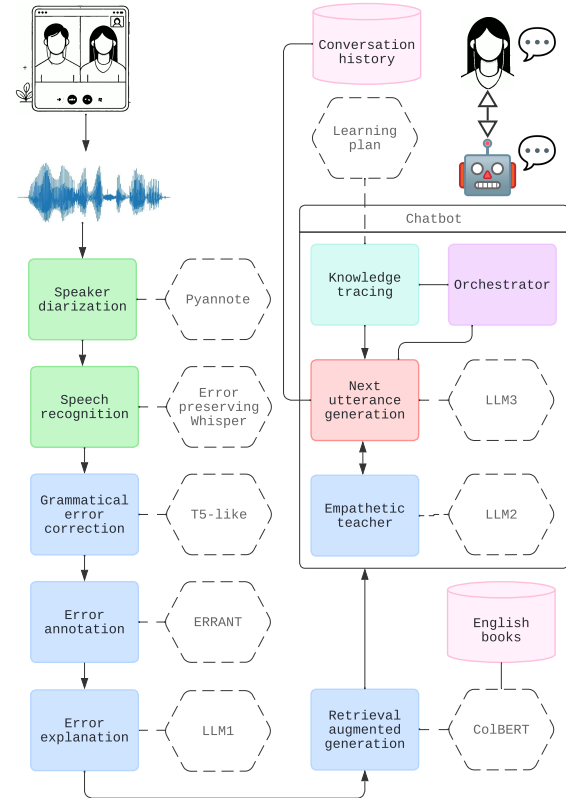 Conversation
history
Learning
plan
Chatbot
Speaker
diarization
Pyannote
Knowledge
tracing
Orchestrator
Speech
recognition
Error
preserving
Whisper
Next
utterance
generation
LLM3
Grammatical
error
correction
T5-like
Empathetic
teacher
LLM2
Error
annotation
ERRANT
English
books
Error
explanation
LLM1
Retrieval
augmented
generation
ColBERT